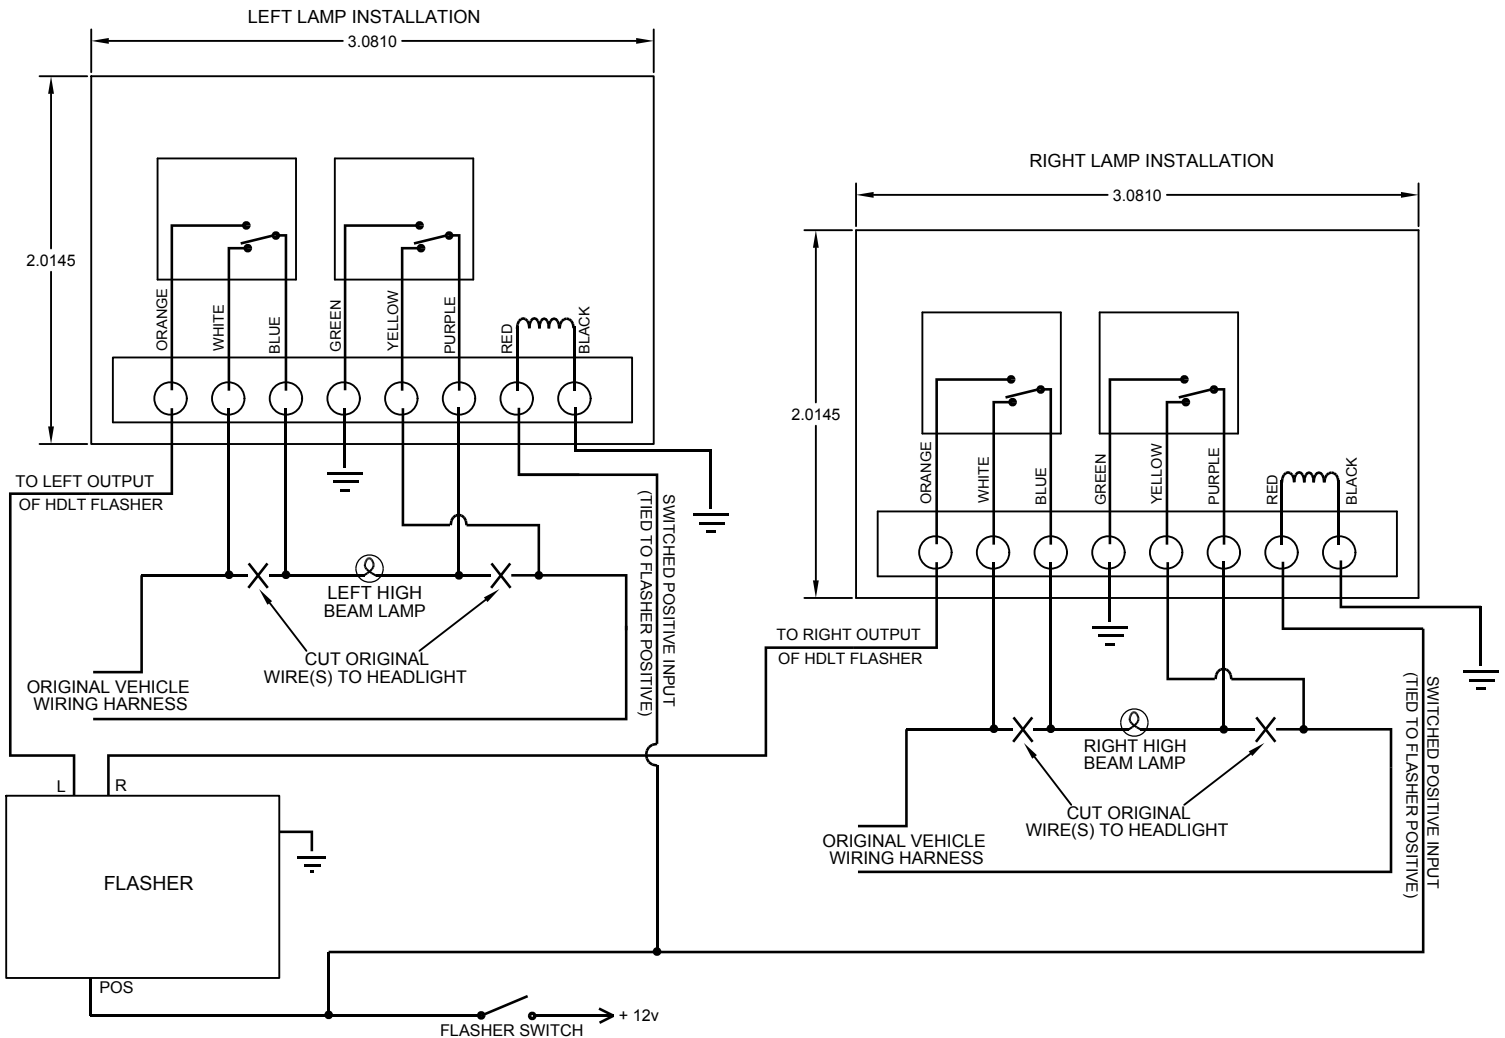 LEFT LAMP INSTALLATION
3.0810
2.0145
ORANGE
WHITE
BLUE
GREEN
YELLOW
PURPLE
RED
BLACK
TO LEFT OUTPUT
OF HDLT FLASHER
LEFT HIGH
BEAM LAMP
CUT ORIGINAL
WIRE(S) TO HEADLIGHT
ORIGINAL VEHICLE
WIRING HARNESS
SWITCHED POSITIVE INPUT
(TIED TO FLASHER POSITIVE)
RIGHT LAMP INSTALLATION
3.0810
2.0145
ORANGE
WHITE
BLUE
GREEN
YELLOW
PURPLE
RED
BLACK
TO RIGHT OUTPUT
OF HDLT FLASHER
RIGHT HIGH
BEAM LAMP
CUT ORIGINAL
WIRE(S) TO HEADLIGHT
ORIGINAL VEHICLE
WIRING HARNESS
SWITCHED POSITIVE INPUT
(TIED TO FLASHER POSITIVE)
L
R
FLASHER
POS
FLASHER SWITCH
+ 12v